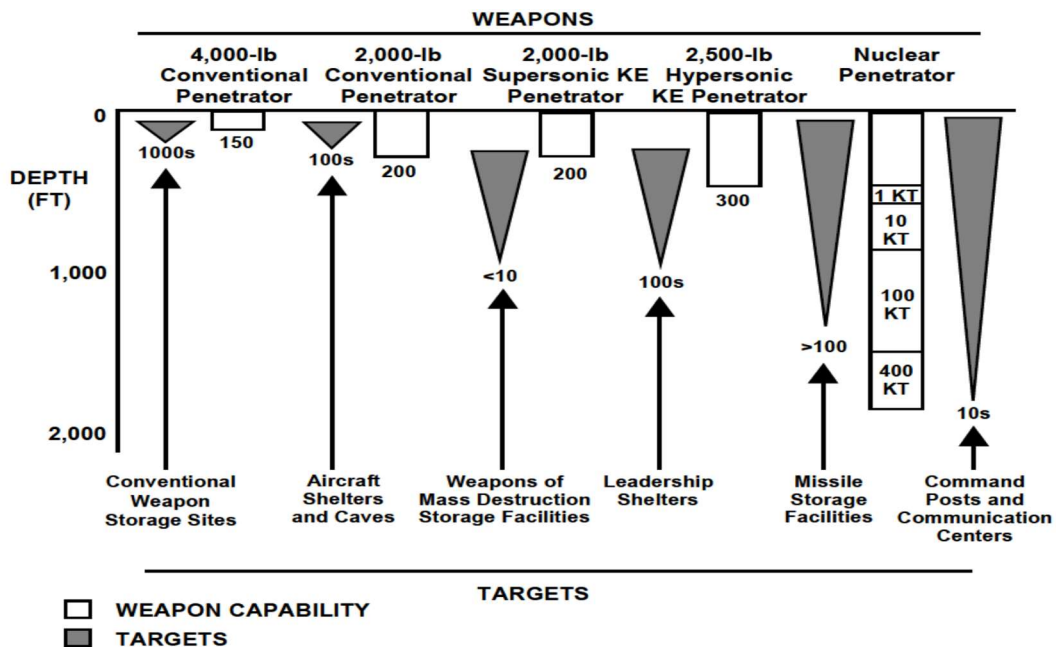 WEAPONS
4,000-lb
Conventional
Penetrator
2,000-lb
Conventional
Penetrator
2,000-lb
Supersonic KE
Penetrator
2,500-lb
Hypersonic
KE Penetrator
Nuclear
Penetrator
0
DEPTH
(FT)
1,000
2,000
1000s
150
100s
200
<10
200
100s
300
>100
1 KT
10
KT
100
KT
400
KT
10s
Conventional
Weapon
Storage Sites
Aircraft
Shelters
and Caves
Weapons of
Mass Destruction
Storage Facilities
Leadership
Shelters
Missile
Storage
Facilities
Command
Posts and
Communication
Centers
TARGETS
WEAPON CAPABILITY
TARGETS